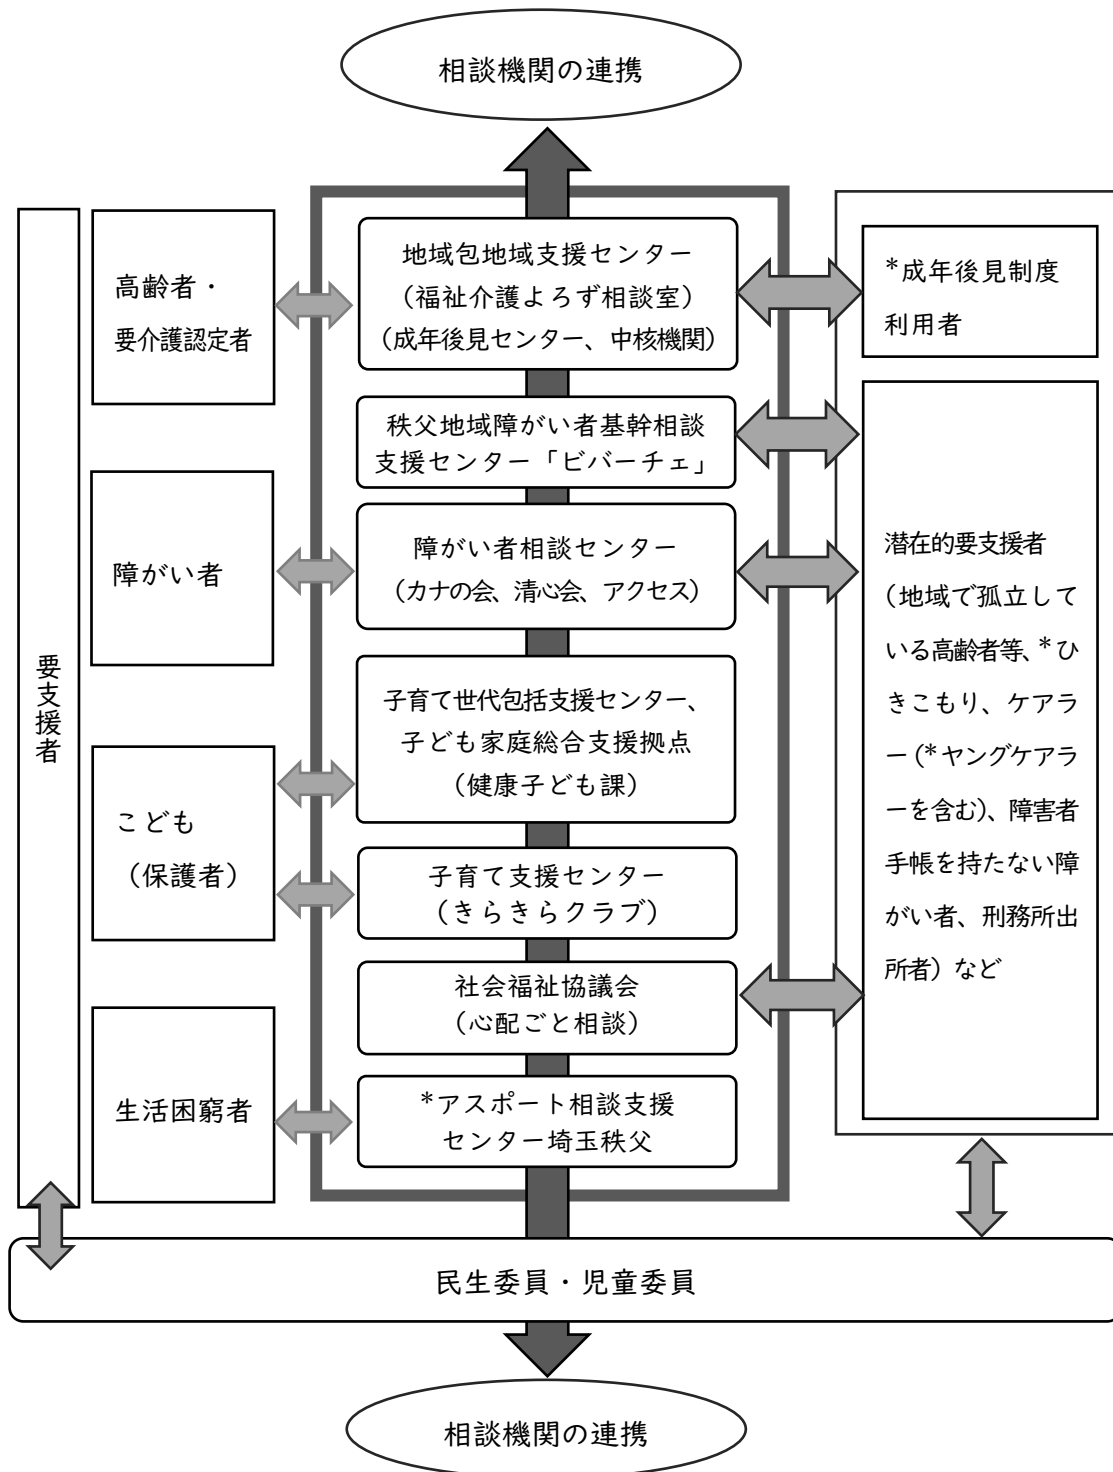 相談機関の連携
要支援者
高齢者・
要介護認定者
障がい者
こども
（保護者）
生活困窮者
地域包地域支援センター
（福祉介護よろず相談室）
（成年後見センター、中核機関）
秩父地域障がい者基幹相談
支援センター「ビバーチェ」
障がい者相談センター
（カナの会、清心会、アクセス）
子育て世代包括支援センター、
子ども家庭総合支援拠点
（健康子ども課）
子育て支援センター
（きらきらクラブ）
社会福祉協議会
（心配ごと相談）
*アスポート相談支援
センター埼玉秩父
*成年後見制度
利用者
潜在的要支援者
（地域で孤立して
いる高齢者等、*ひ
きこもり、ケアラ
ー（*ヤングケアラ
ーを含む）、障害者
手帳を持たない障
がい者、刑務所出
所者）など
民生委員・児童委員
相談機関の連携